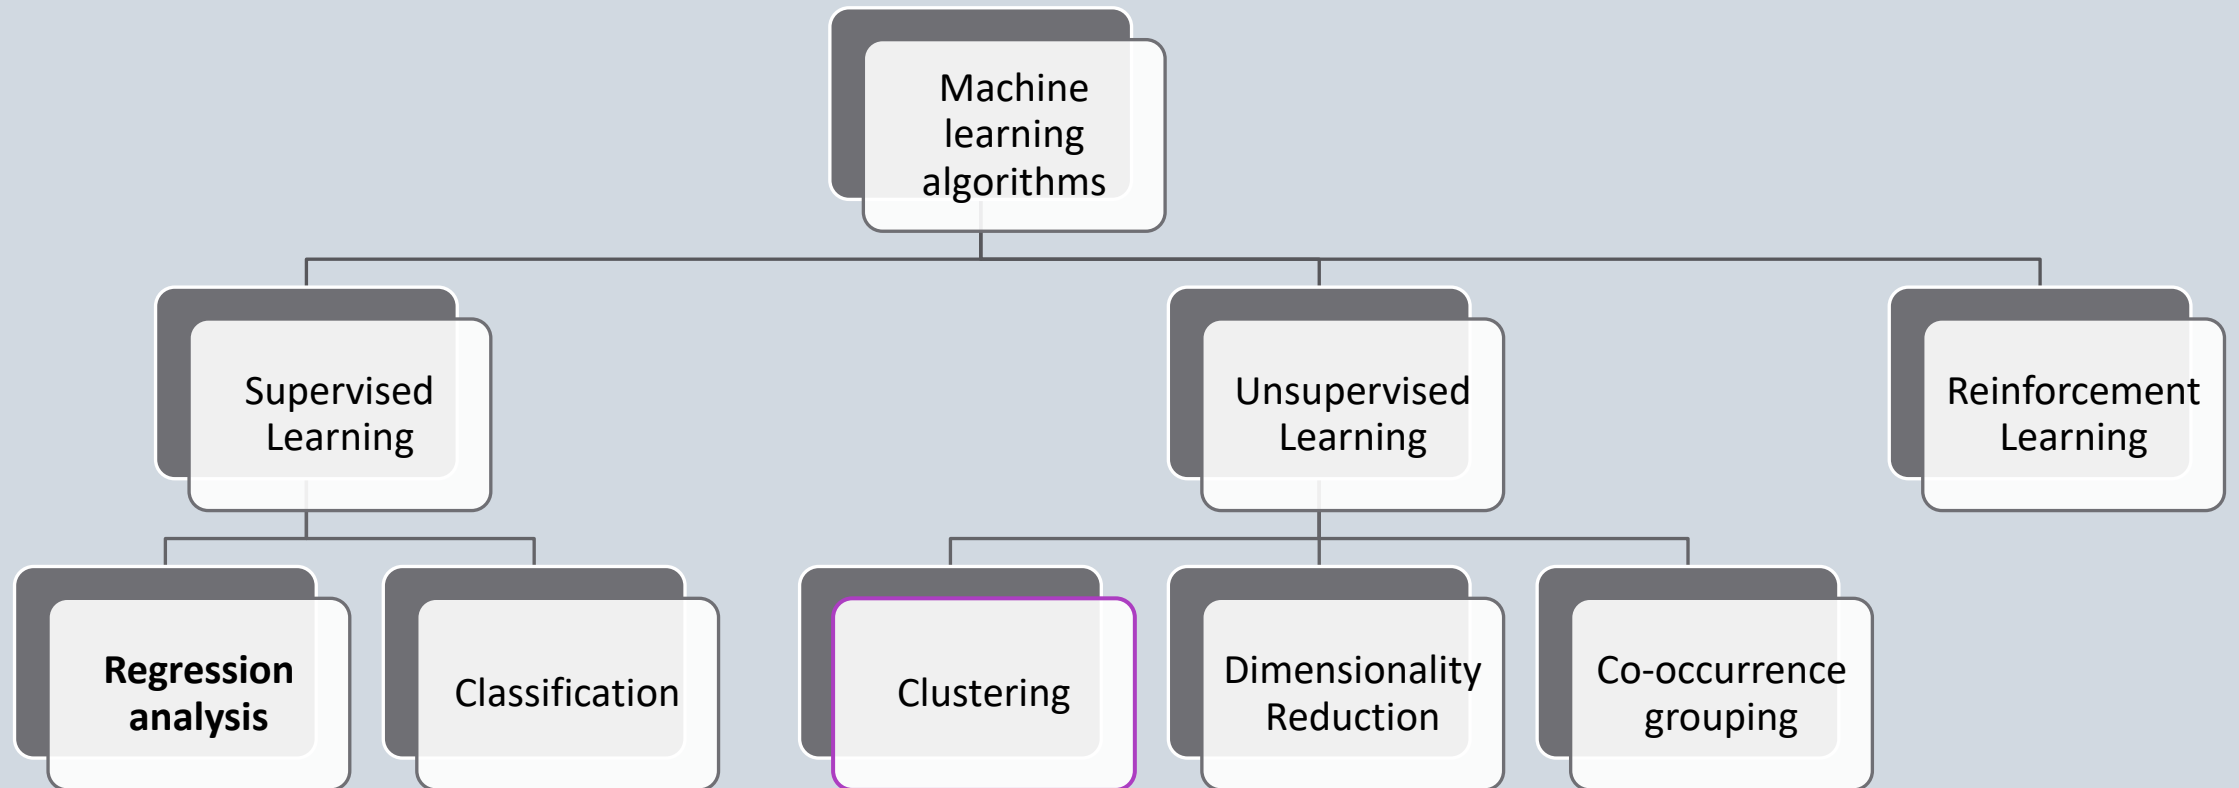 Machine
learning
algorithms
Supervised
Learning
Unsupervised
Learning
Reinforcement
Learning
Regression
analysis
Classification
Clustering
Dimensionality
Reduction
Co-occurrence
grouping